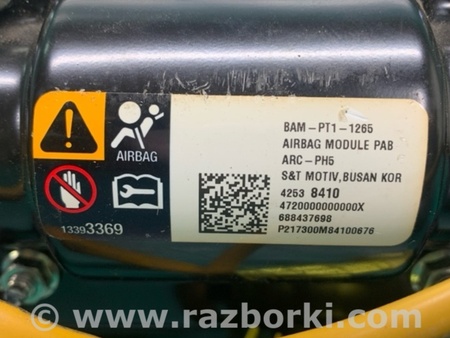 AIRBAG
13393369
BAM-PT1-1265
AIRBAG MODULE PAB
ARC-PH5
S&T MOTIV,BUSAN KOR
4253 8410
4720000000000X
688437698
P217300M84100676
www.razborki.com